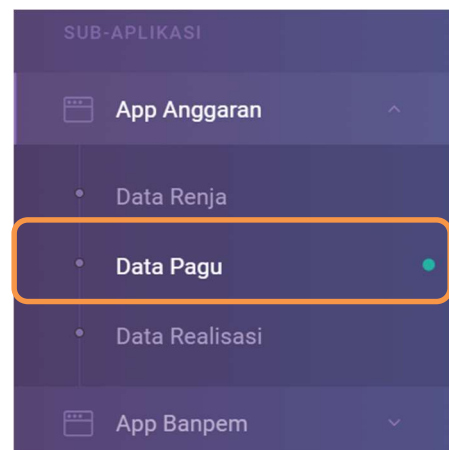 SUB-APLIKASI
App Anggaran
Data Renja
Data Pagu
Data Realisasi
App Banpem